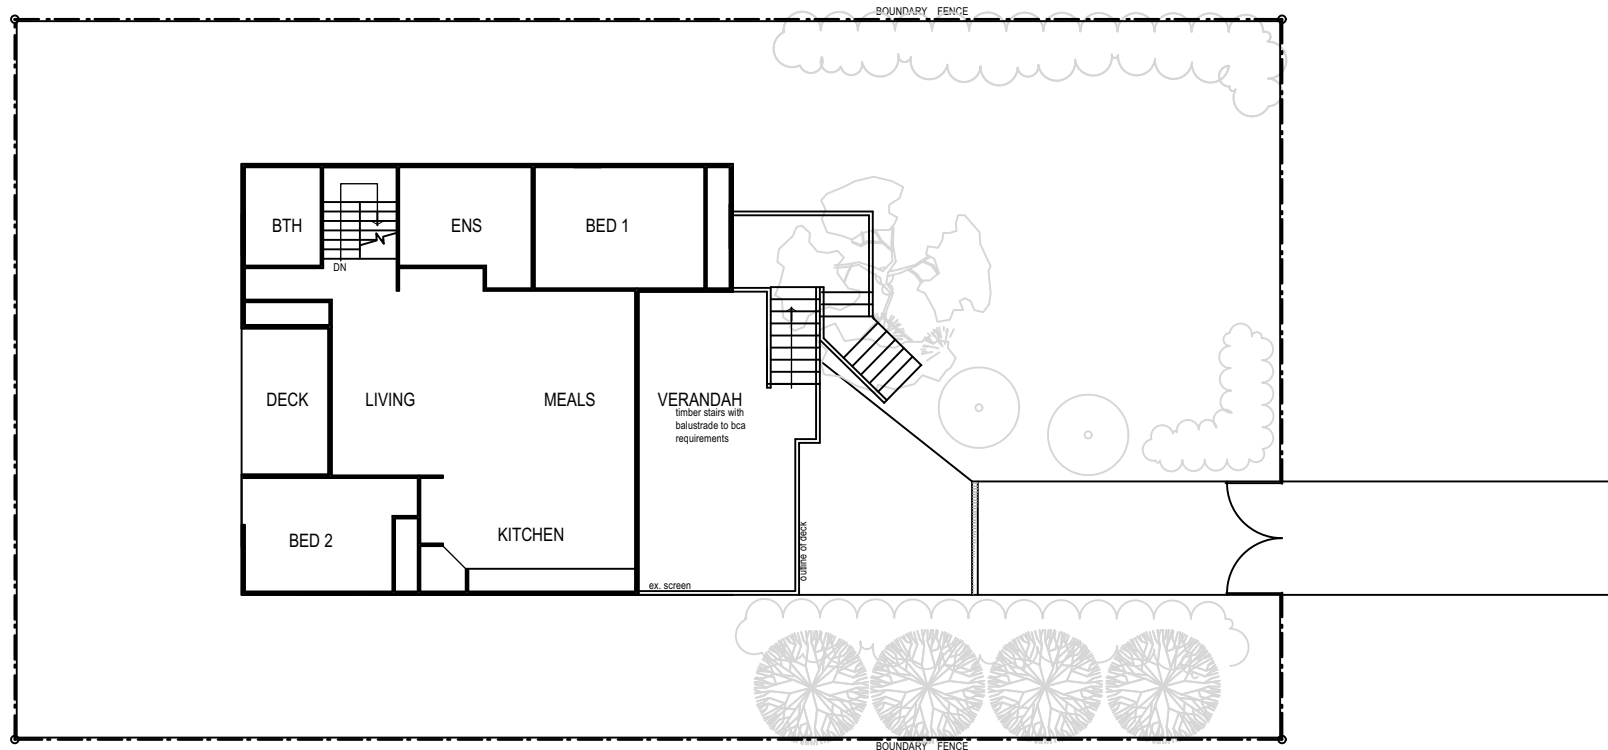 BOUNDARY FENCE
BTH
ENS
BED 1
DN
DECK
LIVING
MEALS
VERANDAH
timber stairs with
balustrade to bca
requirements
BED 2
KITCHEN
outline of deck
ex. screen
BOUNDARY FENCE